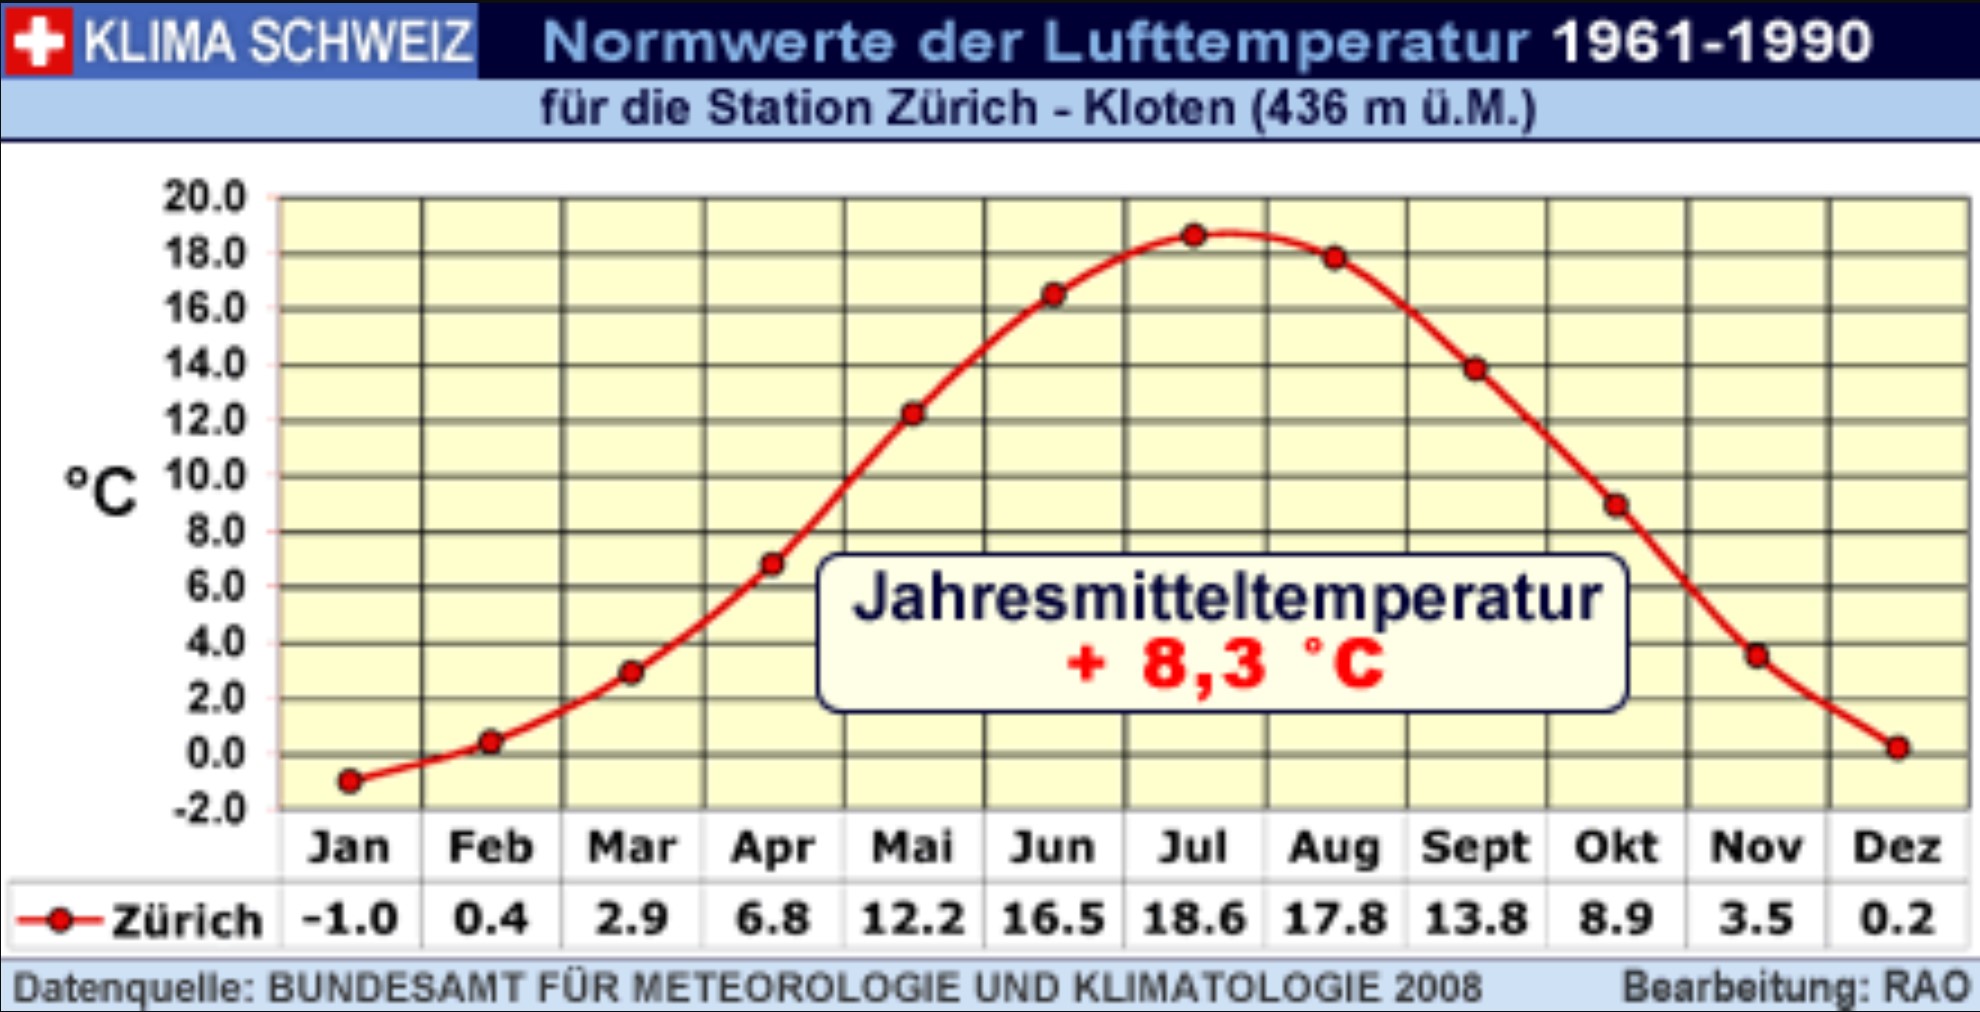 KLIMA SCHWEIZ Normwerte der Lufttemperatur 1961-1990
für die Station Zürich - Kloten (436 m ü.M.)
20.0
18.0
16.0
14.0
12.0
°C
10.0
8.0
6.0
4.0
2.0
0.0
-2.0
Jahresmitteltemperatur
+ 8,3 °C
Jan Feb Mar Apr Mai Jun Jul Aug Sept Okt Nov Dez
Zürich -1.0 0.4 2.9 6.8 12.2 16.5 18.6 17.8 13.8 8.9 3.5 0.2
Datenquelle: BUNDESAMT FÜR METEOROLOGIE UND KLIMATOLOGIE 2008 Bearbeitung: RAO